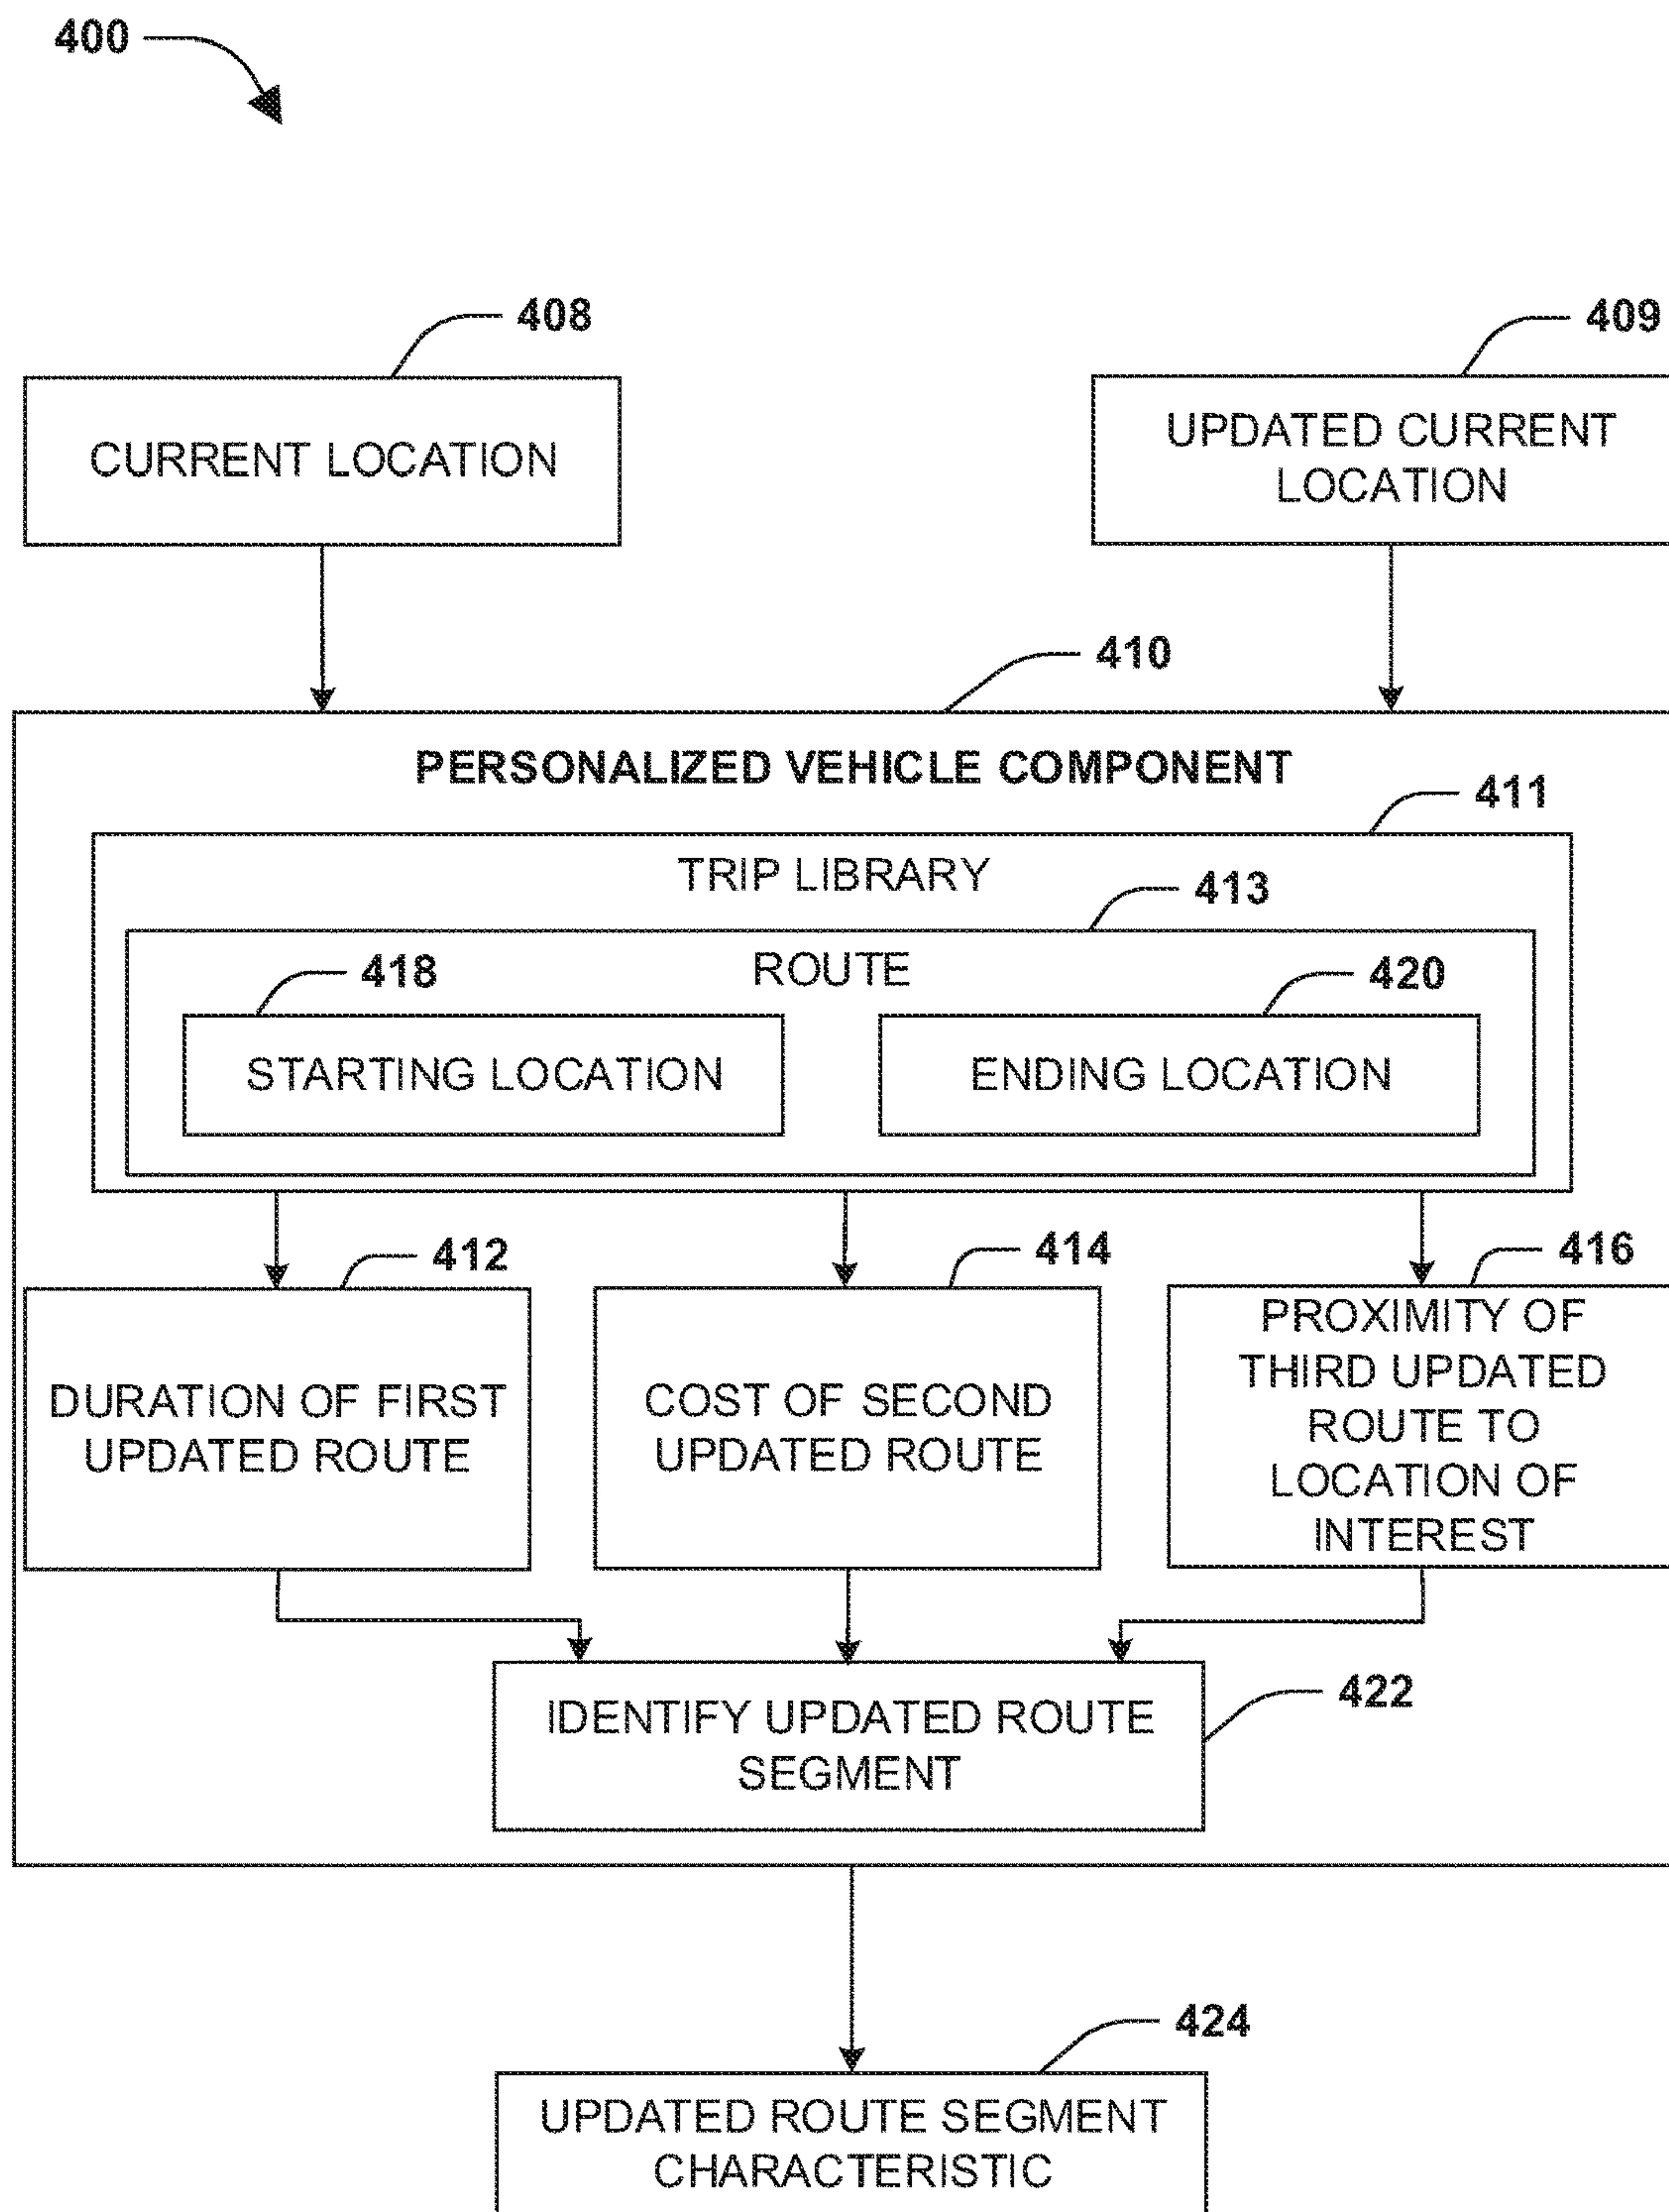 400
408
409
CURRENT LOCATION
UPDATED CURRENT
LOCATION
410
PERSONALIZED VEHICLE COMPONENT
411
TRIP LIBRARY
413
ROUTE
418
420
STARTING LOCATION
ENDING LOCATION
412
414
416
DURATION OF FIRST
UPDATED ROUTE
COST OF SECOND
UPDATED ROUTE
PROXIMITY OF
THIRD UPDATED
ROUTE TO
LOCATION OF
INTEREST
422
IDENTIFY UPDATED ROUTE
SEGMENT
424
UPDATED ROUTE SEGMENT
CHARACTERISTIC